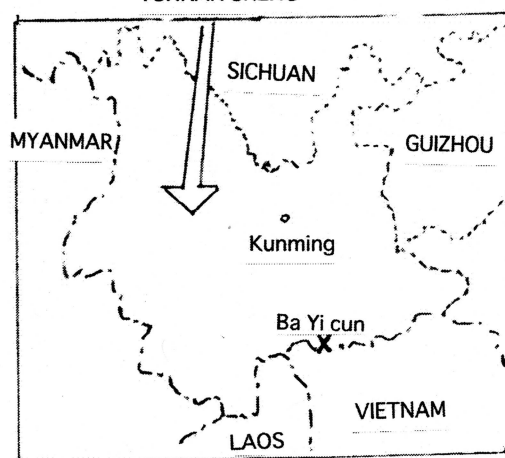 SICHUAN
MYANMAR
GUIZHOU
Kunming
Ba Yi cun
X
VIETNAM
LAOS